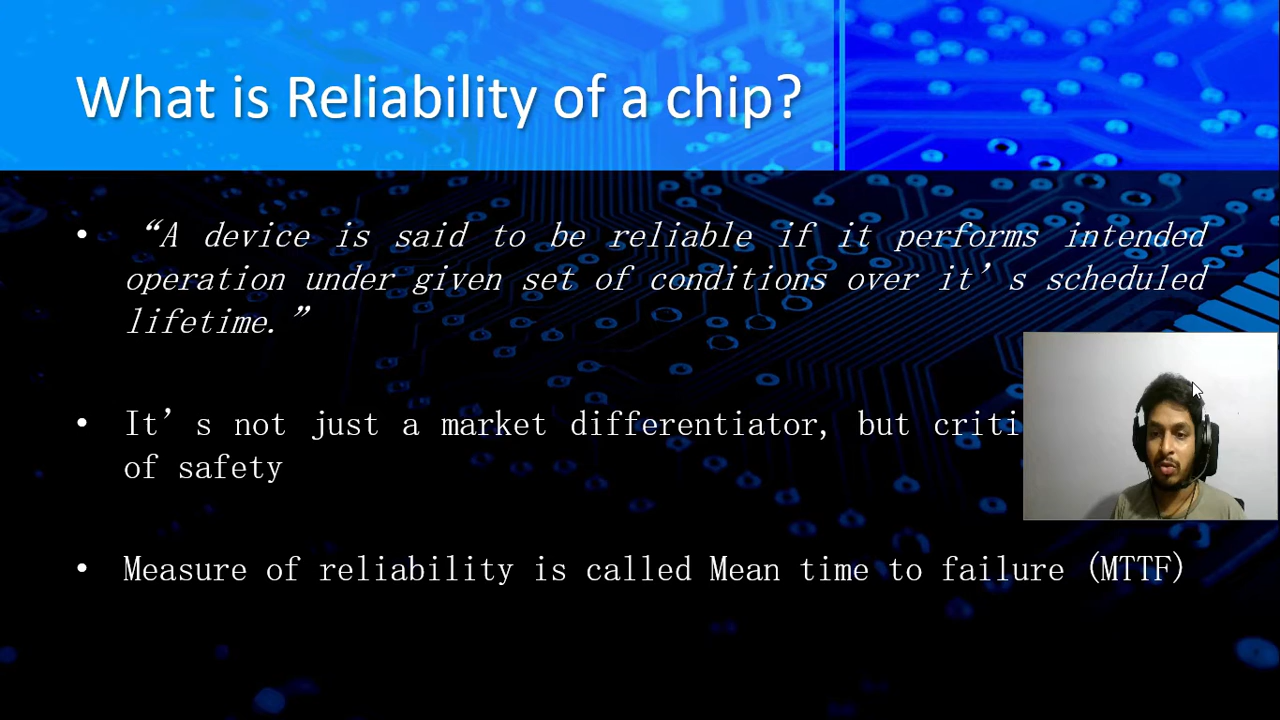 What is Reliability of a chip?
• “A device is said to be reliable if it performs intended
operation under given set of conditions over it’s scheduled
lifetime.”
• It’s not just a market differentiator, but
of safety
• Measure of reliability is called Mean time to failure (MTTF)